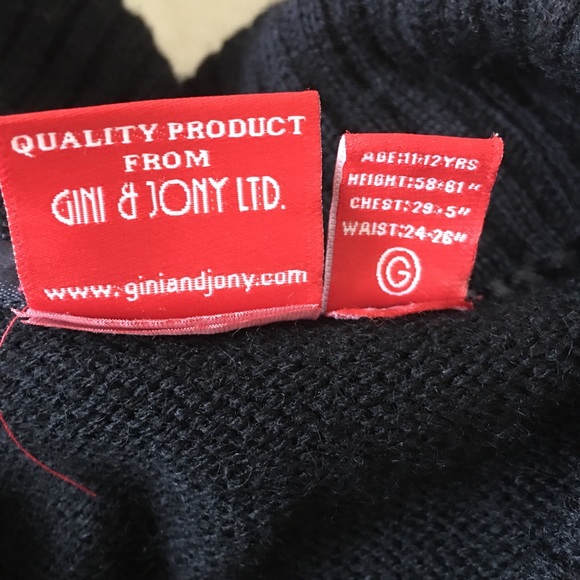 QUALITY PRODUCT
FROM
GINI & JONY LTD.
www.giniandjony.com
AGE:11-12YRS
HEIGHT:58-61"
CHEST:29.5"
WAIST:24-26"
G